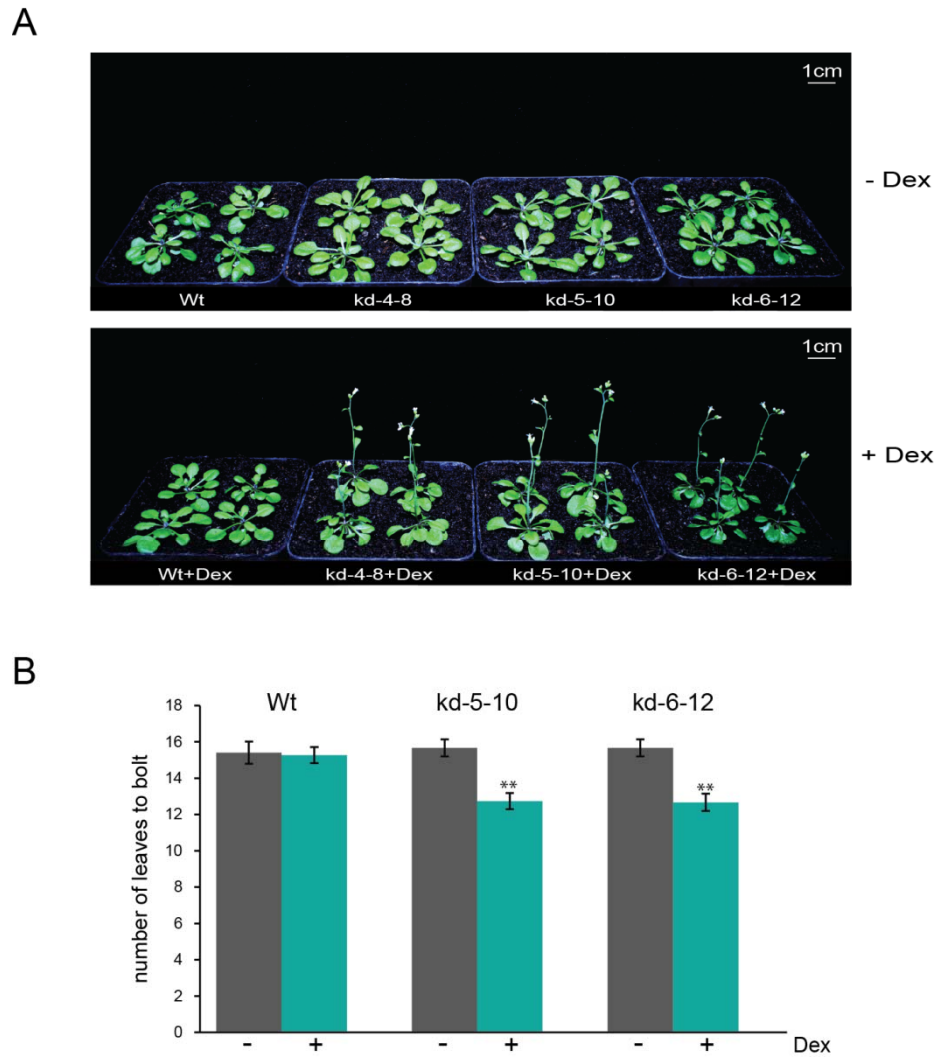 A
1cm
- Dex
Wt kd-4-8 kd-5-10 kd-6-12
1cm
+ Dex
Wt+Dex kd-4-8+Dex kd-5-10+Dex kd-6-12+Dex
B
Wt kd-5-10 kd-6-12
number of leaves to bolt
18
16
14
12
10
8
6
4
2
0
** **
- + - + - + Dex